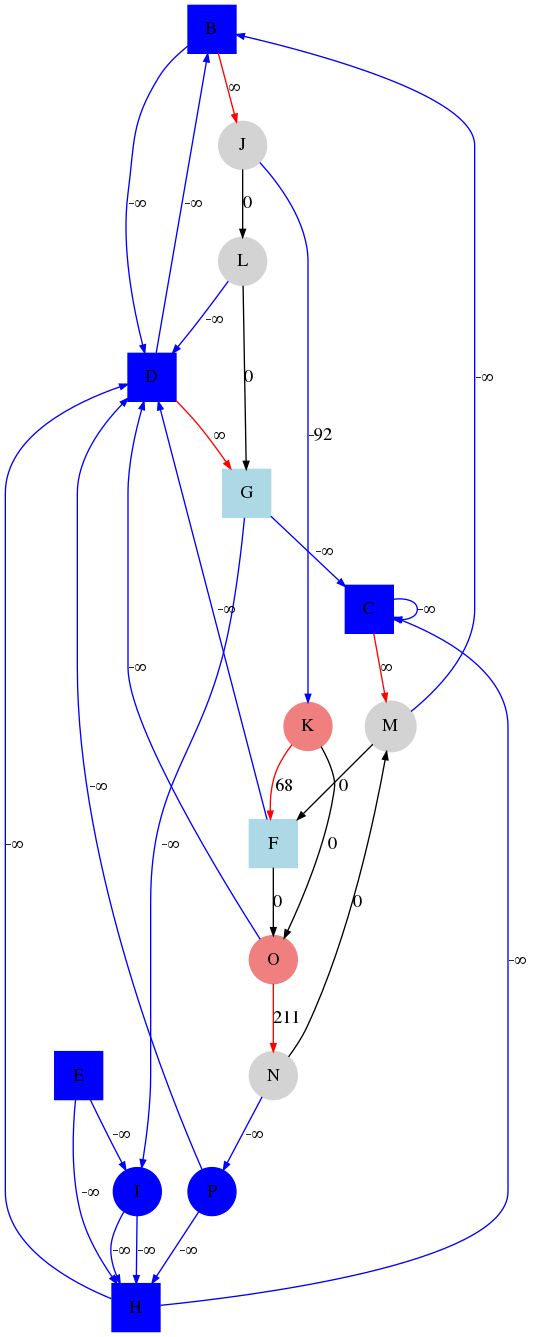 B
∞
J
-∞ -∞ 0
L
-∞
D 0 -∞
∞ -92
G
-∞
-∞ C -∞
-∞ ∞
K M
-∞ 68 0
-∞ -∞ F 0
0 0
O -∞
211
E N
-∞ -∞
-∞ I P
-∞ -∞ -∞
H